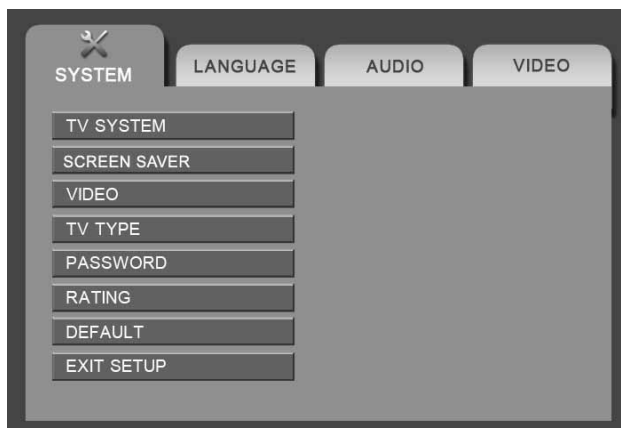 SYSTEM
LANGUAGE
AUDIO
VIDEO
TV SYSTEM
SCREEN SAVER
VIDEO
TV TYPE
PASSWORD
RATING
DEFAULT
EXIT SETUP